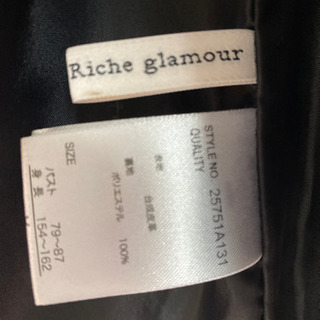 Riche glamour
STYLE NO. 25751A131
QUALITY
表地 合成皮革
裏地 ポリエステル 100%
SIZE
バスト 79~87
身長 154~162